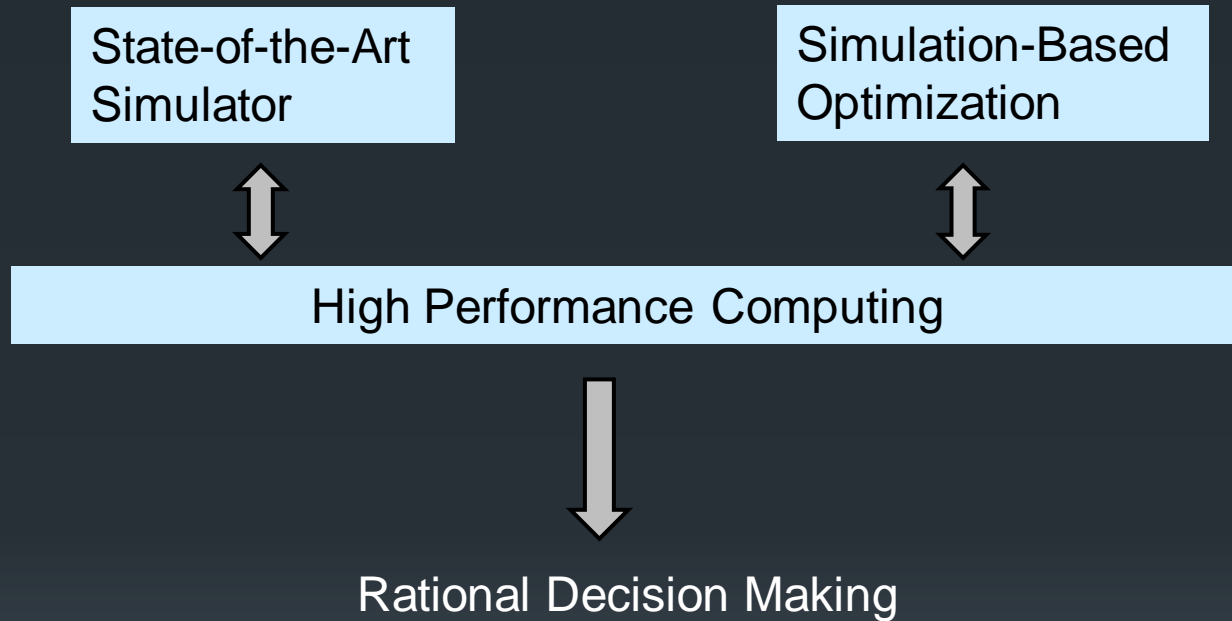 State-of-the-Art
Simulator
Simulation-Based
Optimization
High Performance Computing
Rational Decision Making